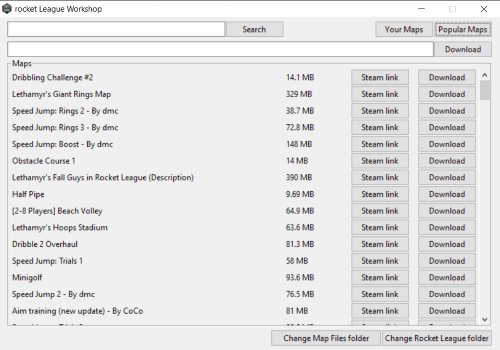 rocket League Workshop
Search Your Maps Popular Maps
Download
Maps
Dribbling Challenge #2 14.1 MB Steam link Download
Lethamyr's Giant Rings Map 329 MB Steam link Download
Speed Jump: Rings 2 - By dmc 38.7 MB Steam link Download
Speed Jump: Rings 3 - By dmc 72.8 MB Steam link Download
Speed Jump: Boost - By dmc 148 MB Steam link Download
Obstacle Course 1 14 MB Steam link Download
Lethamyr's Fall Guys in Rocket League (Description) 390 MB Steam link Download
Half Pipe 9.69 MB Steam link Download
[2-8 Players] Beach Volley 64.9 MB Steam link Download
Lethamyr's Hoops Stadium 63.6 MB Steam link Download
Dribble 2 Overhaul 81.3 MB Steam link Download
Speed Jump: Trials 1 58 MB Steam link Download
Minigolf 93.6 MB Steam link Download
Speed Jump 2 - By dmc 76.5 MB Steam link Download
Aim training (new update) - By CoCo 81 MB Steam link Download
Change Map Files folder Change Rocket League folder